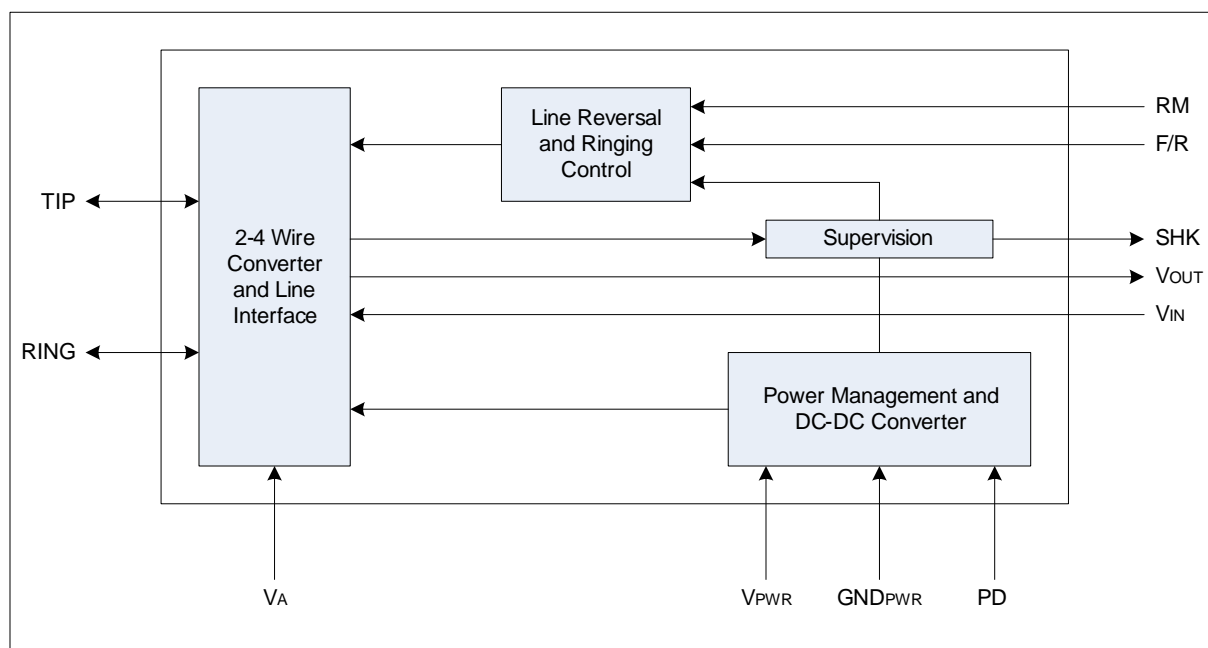 Line Reversal
and Ringing
Control
RM
F/R
TIP
2-4 Wire
Converter
and Line
Interface
Supervision
SHK
VOUT
VIN
RING
Power Management and
DC-DC Converter
VA
VPWR
GNDPWR
PD